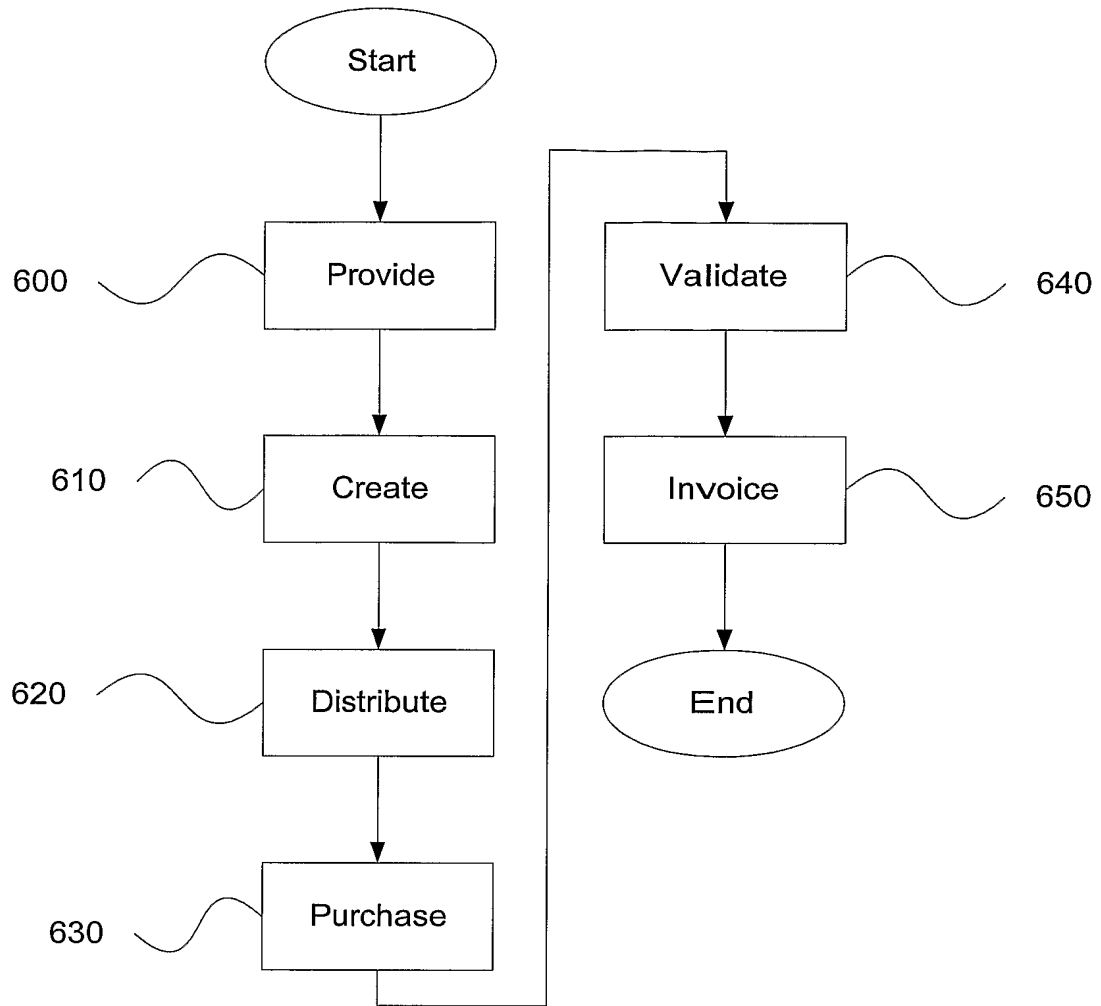 Start
600
Provide
610
Create
620
Distribute
630
Purchase
Validate
640
Invoice
650
End